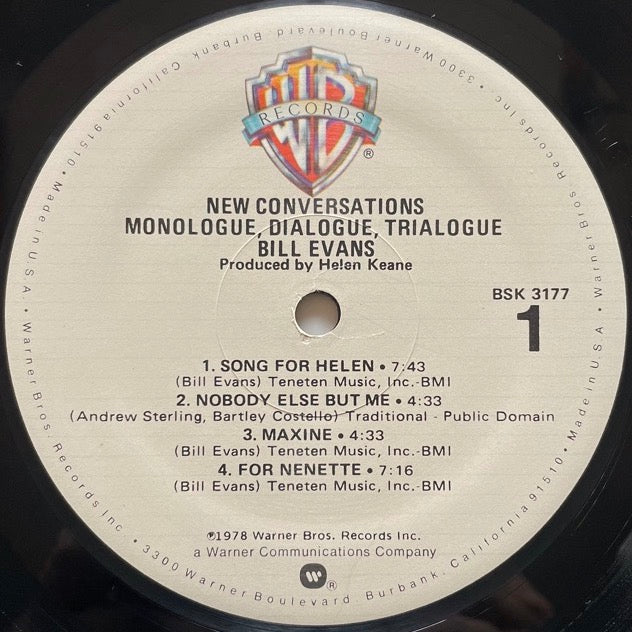 WB
RECORDS
®
NEW CONVERSATIONS
MONOLOGUE, DIALOGUE, TRIALOGUE
BILL EVANS
Produced by Helen Keane
BSK 3177
1
1. SONG FOR HELEN • 7:43
(Bill Evans) Teneten Music, Inc.-BMI
2. NOBODY ELSE BUT ME • 4:33
(Andrew Sterling, Bartley Costello) Traditional - Public Domain
3. MAXINE • 4:33
(Bill Evans) Teneten Music, Inc.-BMI
4. FOR NENETTE • 7:16
(Bill Evans) Teneten Music, Inc.-BMI
℗1978 Warner Bros. Records Inc.
a Warner Communications Company
®
Made in U.S.A. • Warner Bros. Records Inc. • 3300 Warner Boulevard, Burbank, California 91510 • Made in U.S.A. • Warner Bros. Records Inc. • 3300 Warner Boulevard, Burbank, California 91510 •